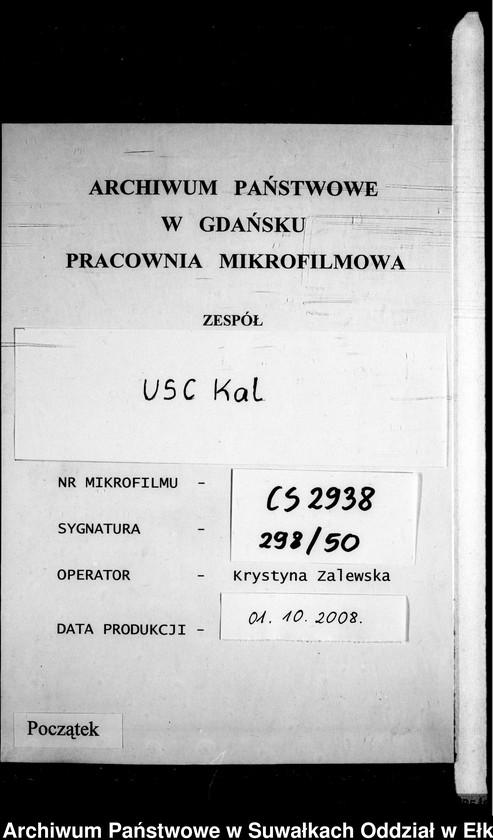 ARCHIWUM PAŃSTWOWE
W GDAŃSKU
PRACOWNIA MIKROFILMOWA
ZESPÓŁ
USC Kal
NR MIKROFILMU - CS 2938
SYGNATURA - 298/50
OPERATOR - Krystyna Zalewska
DATA PRODUKCJI - 01. 10. 2008.
Początek
Archiwum Państwowe w Suwałkach Oddział w Ełk